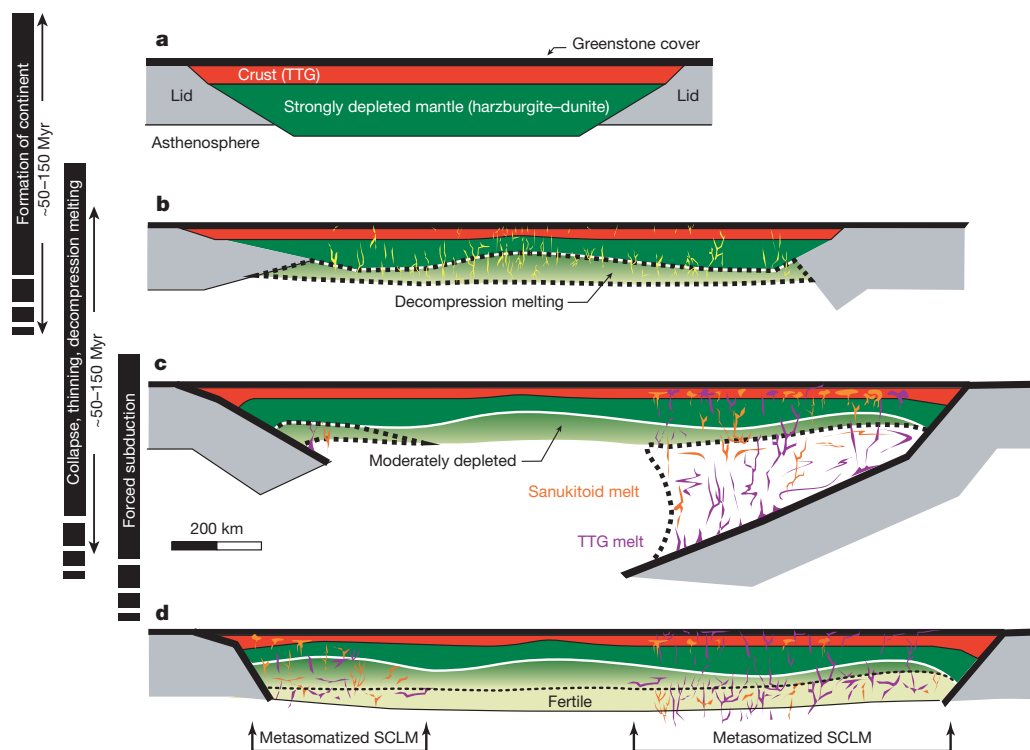 a
Greenstone cover
Crust (TTG)
Lid
Strongly depleted mantle (harzburgite–dunite)
Lid
Asthenosphere
Formation of continent
~50–150 Myr
b
Decompression melting
Collapse, thinning, decompression melting
~50–150 Myr
c
Forced subduction
Moderately depleted
Sanukitoid melt
200 km
TTG melt
d
Fertile
Metasomatized SCLM
Metasomatized SCLM